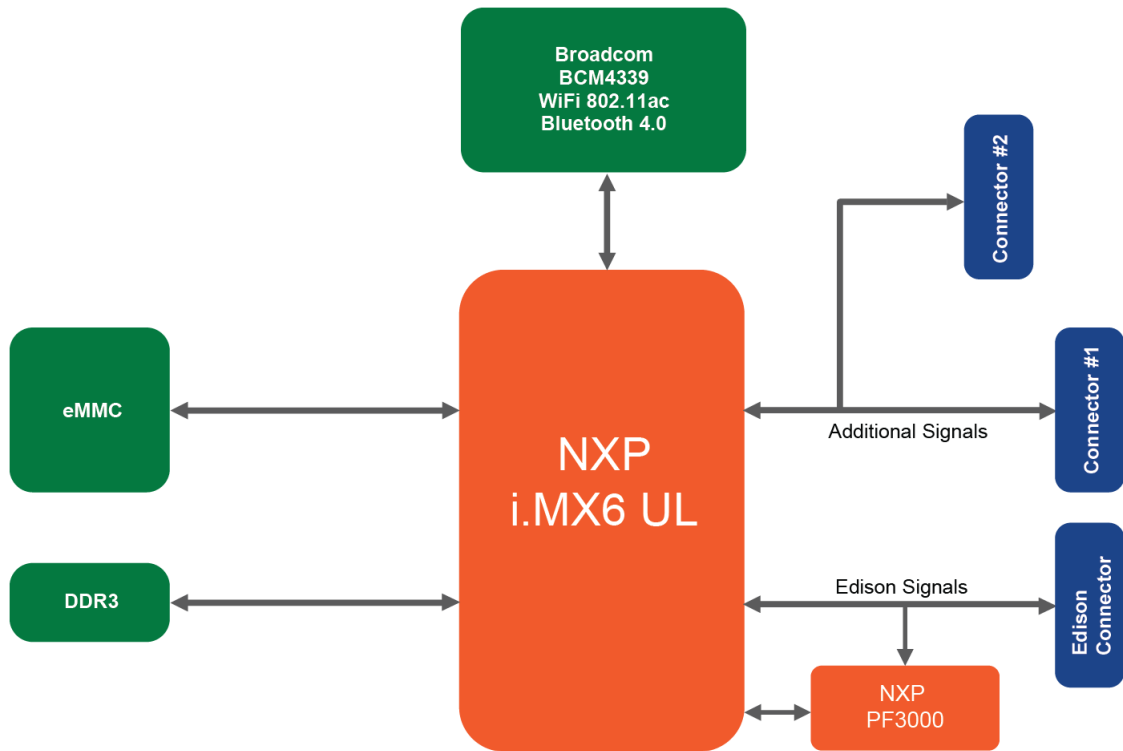 Broadcom
BCM4339
WiFi 802.11ac
Bluetooth 4.0
Connector #2
eMMC
NXP
i.MX6 UL
Additional Signals
Connector #1
DDR3
Edison Signals
Edison
Connector
NXP
PF3000